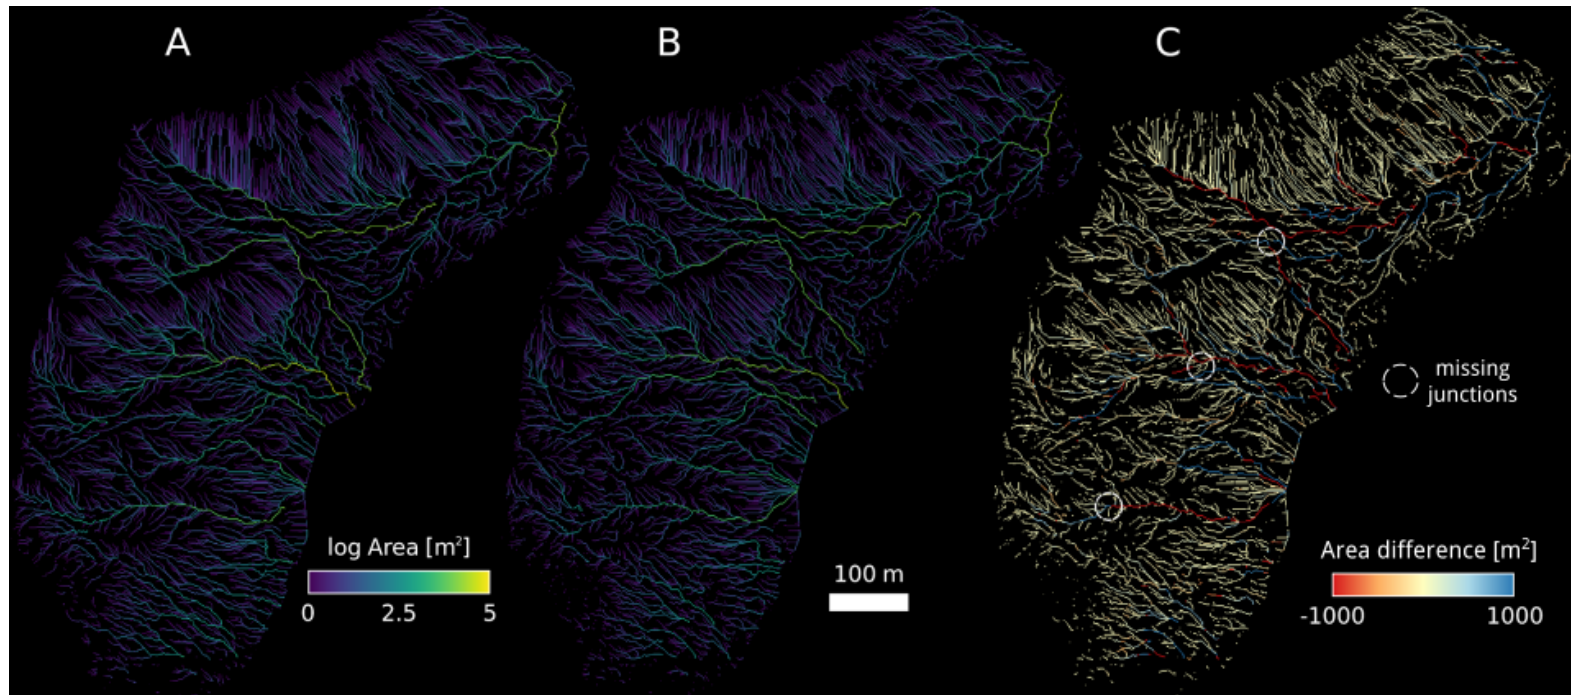 A
B
C
missing
junctions
log Area [m²]
0
2.5
5
100 m
Area difference [m²]
-1000
1000